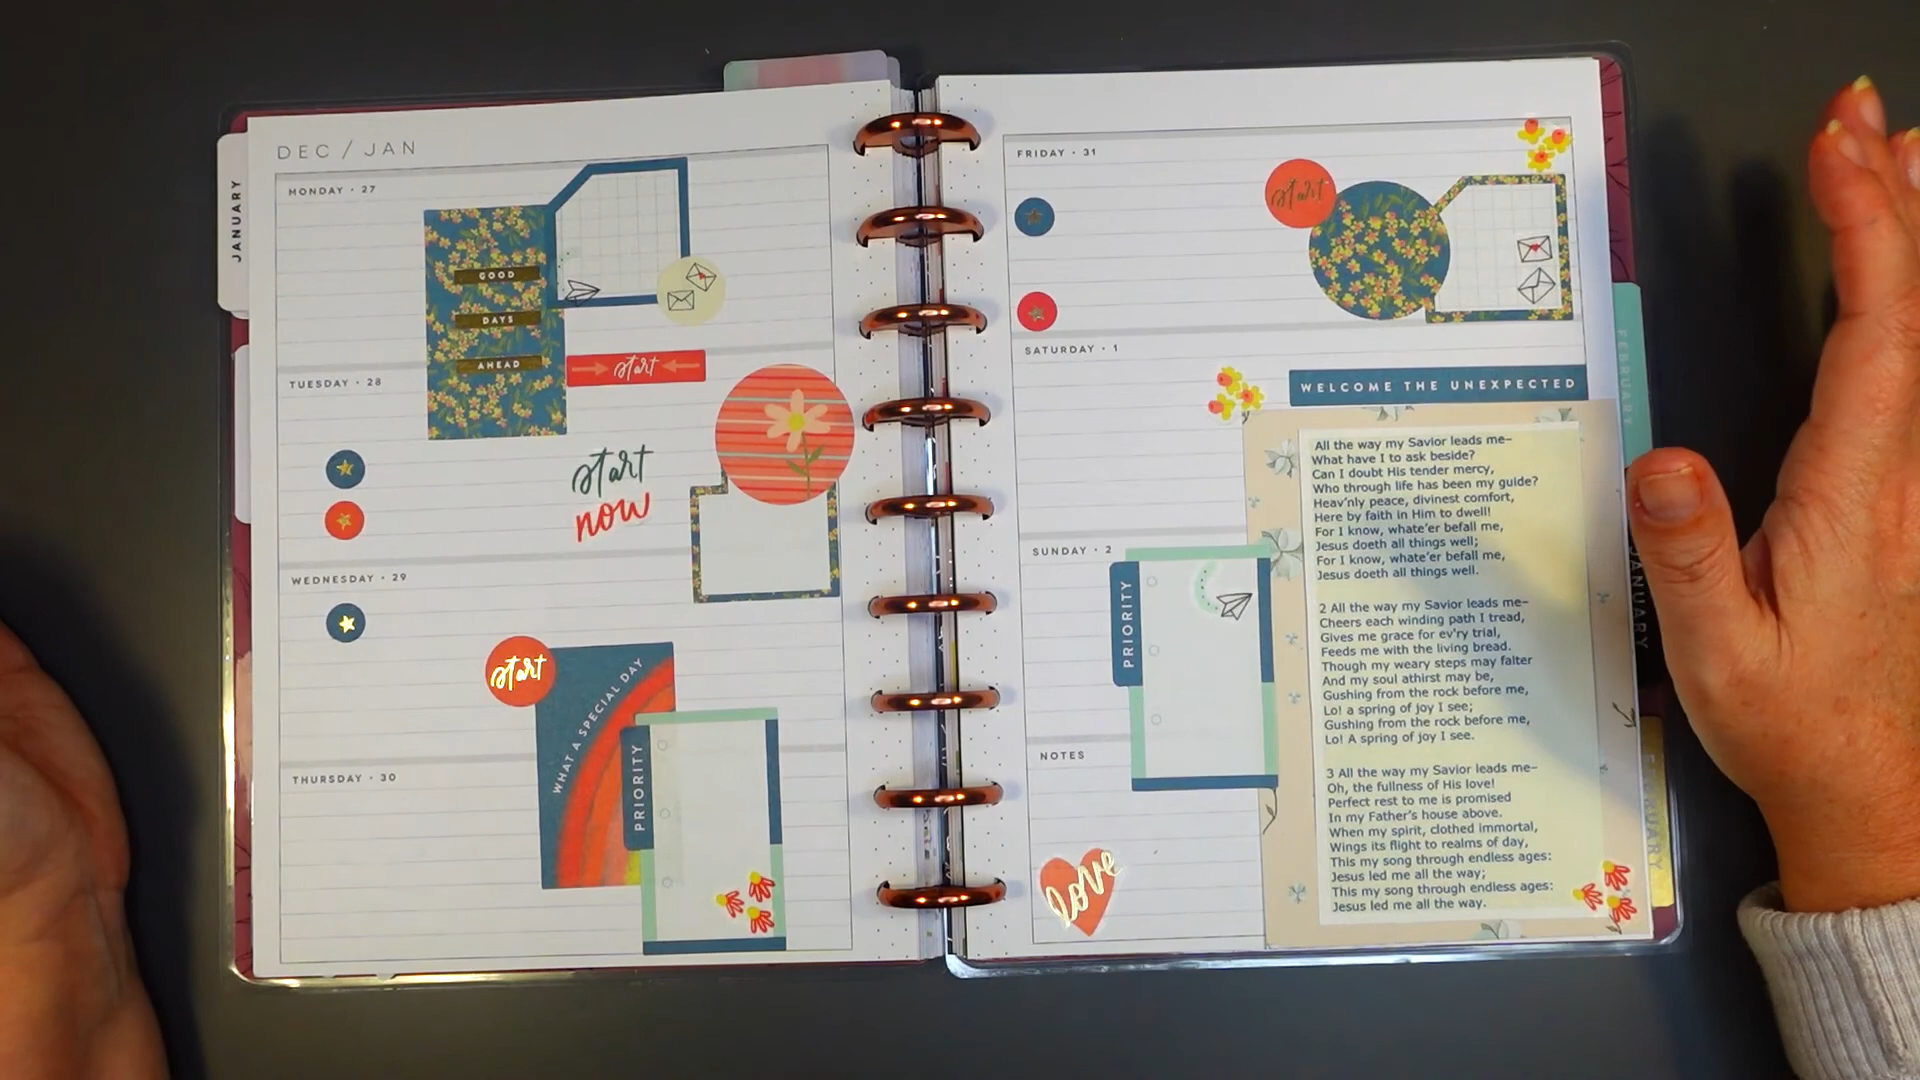 DEC / JAN
JANUARY
MONDAY • 27
GOOD
DAYS
AHEAD
start
TUESDAY • 28
start
now
WEDNESDAY • 29
start
WHAT A SPECIAL DAY
PRIORITY
THURSDAY • 30
FRIDAY • 31
start
SATURDAY • 1
WELCOME THE UNEXPECTED
SUNDAY • 2
PRIORITY
NOTES
love
All the way my Savior leads me–
What have I to ask beside?
Can I doubt His tender mercy,
Who through life has been my guide?
Heav'nly peace, divinest comfort,
Here by faith in Him to dwell!
For I know, whate'er befall me,
Jesus doeth all things well;
For I know, whate'er befall me,
Jesus doeth all things well.
2 All the way my Savior leads me–
Cheers each winding path I tread,
Gives me grace for ev'ry trial,
Feeds me with the living bread.
Though my weary steps may falter
And my soul athirst may be,
Gushing from the rock before me,
Lo! a spring of joy I see;
Gushing from the rock before me,
Lo! A spring of joy I see.
3 All the way my Savior leads me–
Oh, the fullness of His love!
Perfect rest to me is promised
In my Father's house above.
When my spirit, clothed immortal,
Wings its flight to realms of day,
This my song through endless ages:
Jesus led me all the way;
This my song through endless ages:
Jesus led me all the way.
FEBRUARY
JANUARY